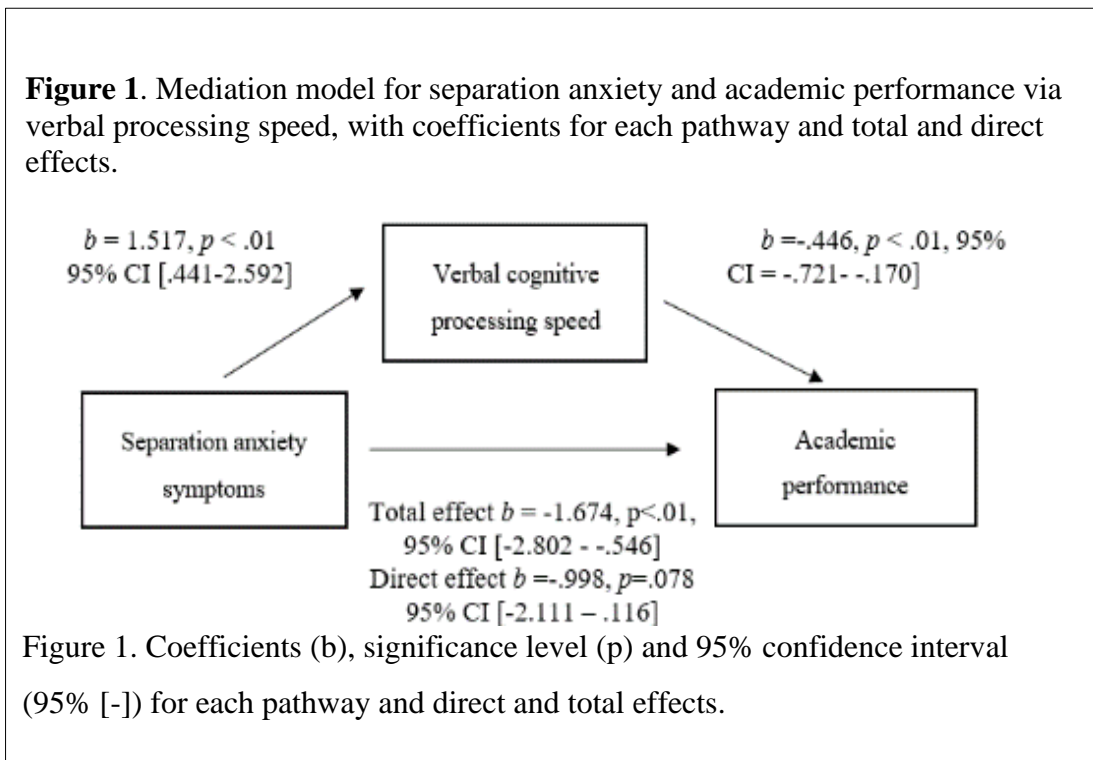 Figure 1. Mediation model for separation anxiety and academic performance via
verbal processing speed, with coefficients for each pathway and total and direct
effects.
b = 1.517, p < .01
95% CI [.441-2.592]
Verbal cognitive
processing speed
b =-.446, p < .01, 95%
CI = -.721- -.170]
Separation anxiety
symptoms
Academic
performance
Total effect b = -1.674, p<.01,
95% CI [-2.802 - -.546]
Direct effect b =-.998, p=.078
95% CI [-2.111 – .116]
Figure 1. Coefficients (b), significance level (p) and 95% confidence interval
(95% [-]) for each pathway and direct and total effects.